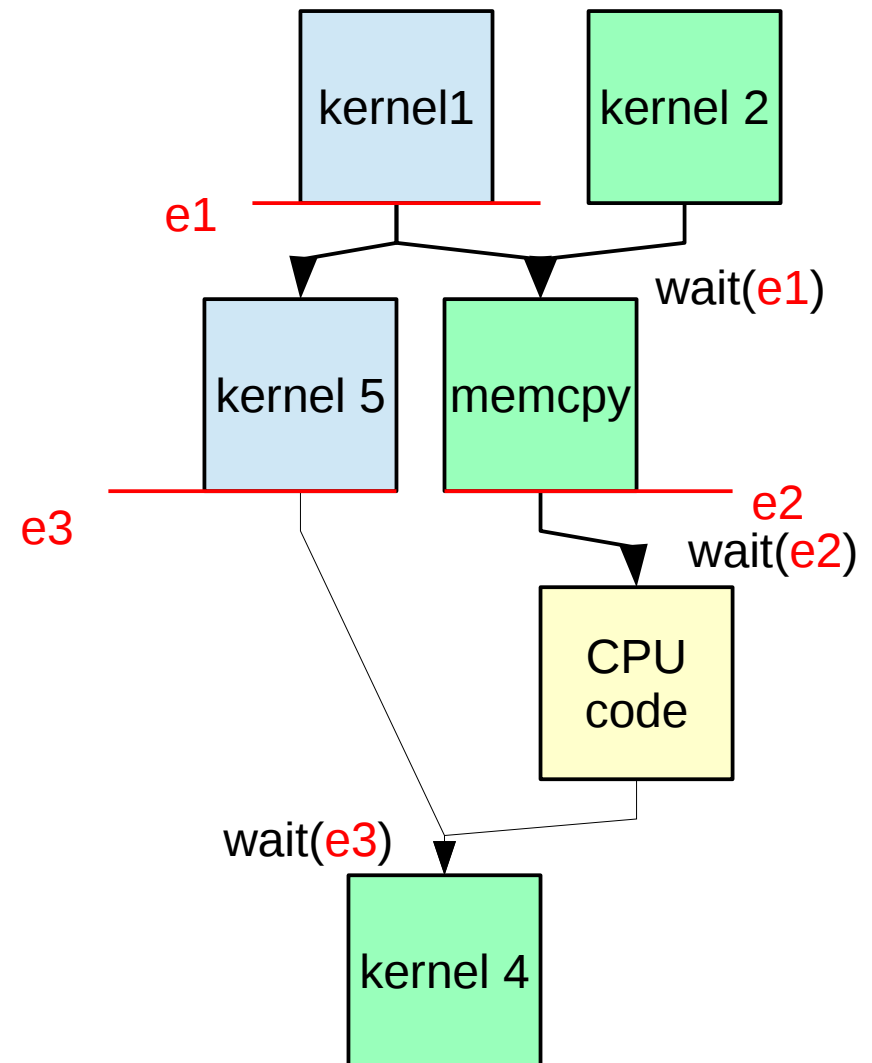 kernel1
kernel 2
e1
wait(e1)
kernel 5
memcpy
e3
e2
wait(e2)
CPU
code
wait(e3)
kernel 4